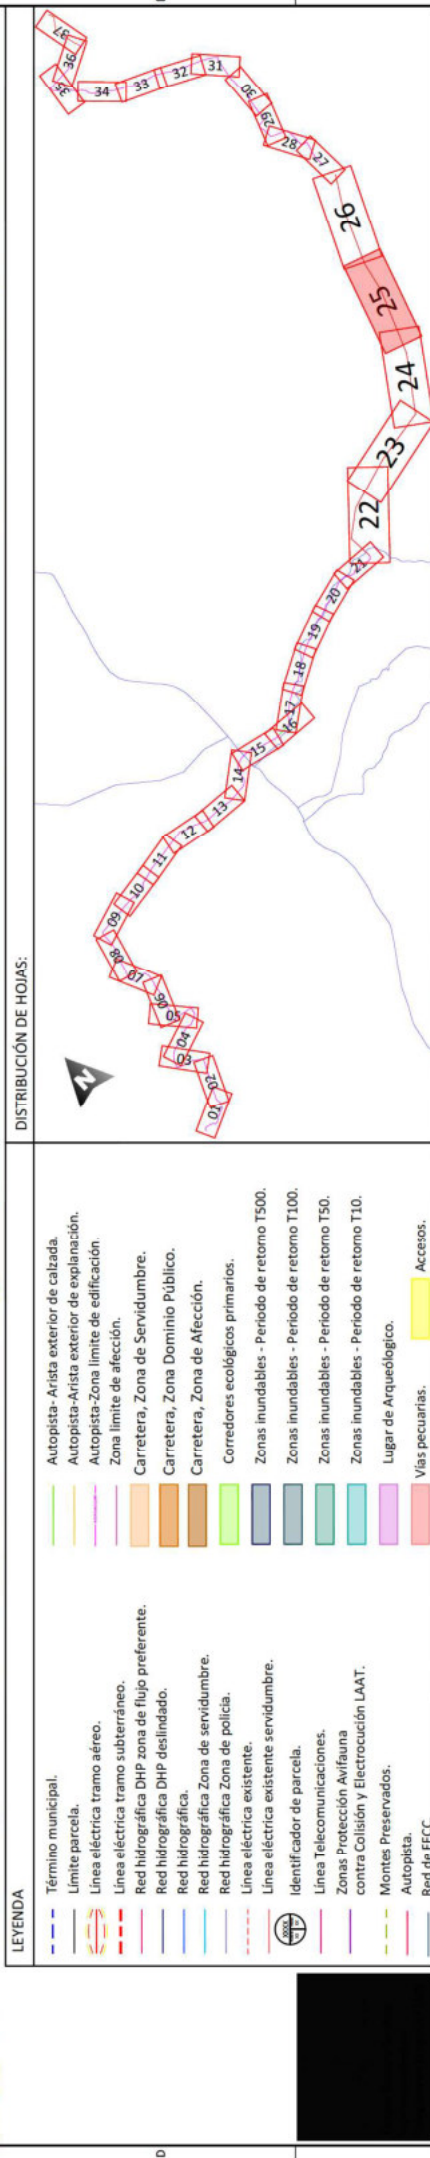 LEYENDA
Término municipal.
Límite parcela.
Línea eléctrica tramo aéreo.
Línea eléctrica tramo subterráneo.
Red hidrográfica DHP zona de flujo preferente.
Red hidrográfica DHP deslindado.
Red hidrográfica.
Red hidrográfica Zona de servidumbre.
Red hidrográfica Zona de policía.
Línea eléctrica existente.
Línea eléctrica existente servidumbre.
XXXX
Identificador de parcela.
Línea Telecomunicaciones.
Zonas Protección Avifauna
contra Colisión y Electrocución LAAT.
Montes Preservados.
Autopista.
Red de FFCC
Autopista- Arista exterior de calzada.
Autopista-Arista exterior de explanación.
Autopista-Zona límite de edificación
Zona límite de afección.
Carretera, Zona de Servidumbre.
Carretera, Zona Dominio Público.
Carretera, Zona de Afección.
Corredores ecológicos primarios.
Zonas inundables - Periodo de retorno T500.
Zonas inundables - Periodo de retorno T100.
Zonas inundables - Periodo de retorno T50.
Zonas inundables - Periodo de retorno T10.
Lugar de Arqueologico.
Vías pecuarias.
Accesos.
DISTRIBUCIÓN DE HOJAS:
N
01
02
03
04
05
06
07
08
09
10
11
12
13
14
15
16
17
18
19
20
21
22
23
24
25
26
27
28
29
30
31
32
33
34
35
36
37
D